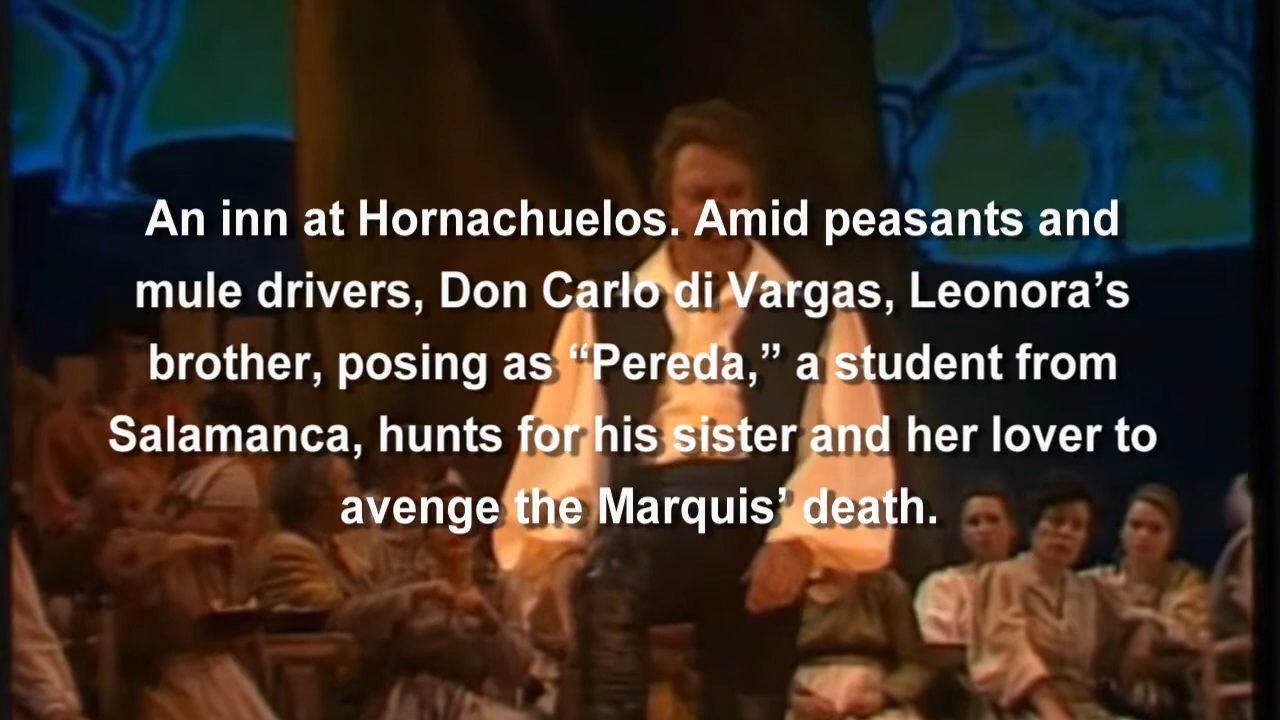 An inn at Hornachuelos. Amid peasants and
mule drivers, Don Carlo di Vargas, Leonora’s
brother, posing as “Pereda,” a student from
Salamanca, hunts for his sister and her lover to
avenge the Marquis’ death.